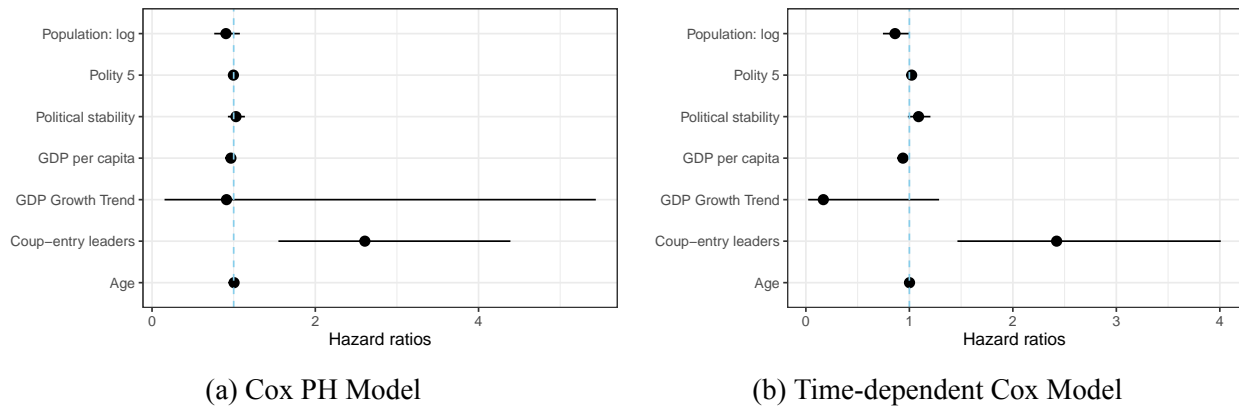 Population: log
Polity 5
Political stability
GDP per capita
GDP Growth Trend
Coup−entry leaders
Age
0 2 4
Hazard ratios
(a) Cox PH Model
Population: log
Polity 5
Political stability
GDP per capita
GDP Growth Trend
Coup−entry leaders
Age
0 1 2 3 4
Hazard ratios
(b) Time-dependent Cox Model